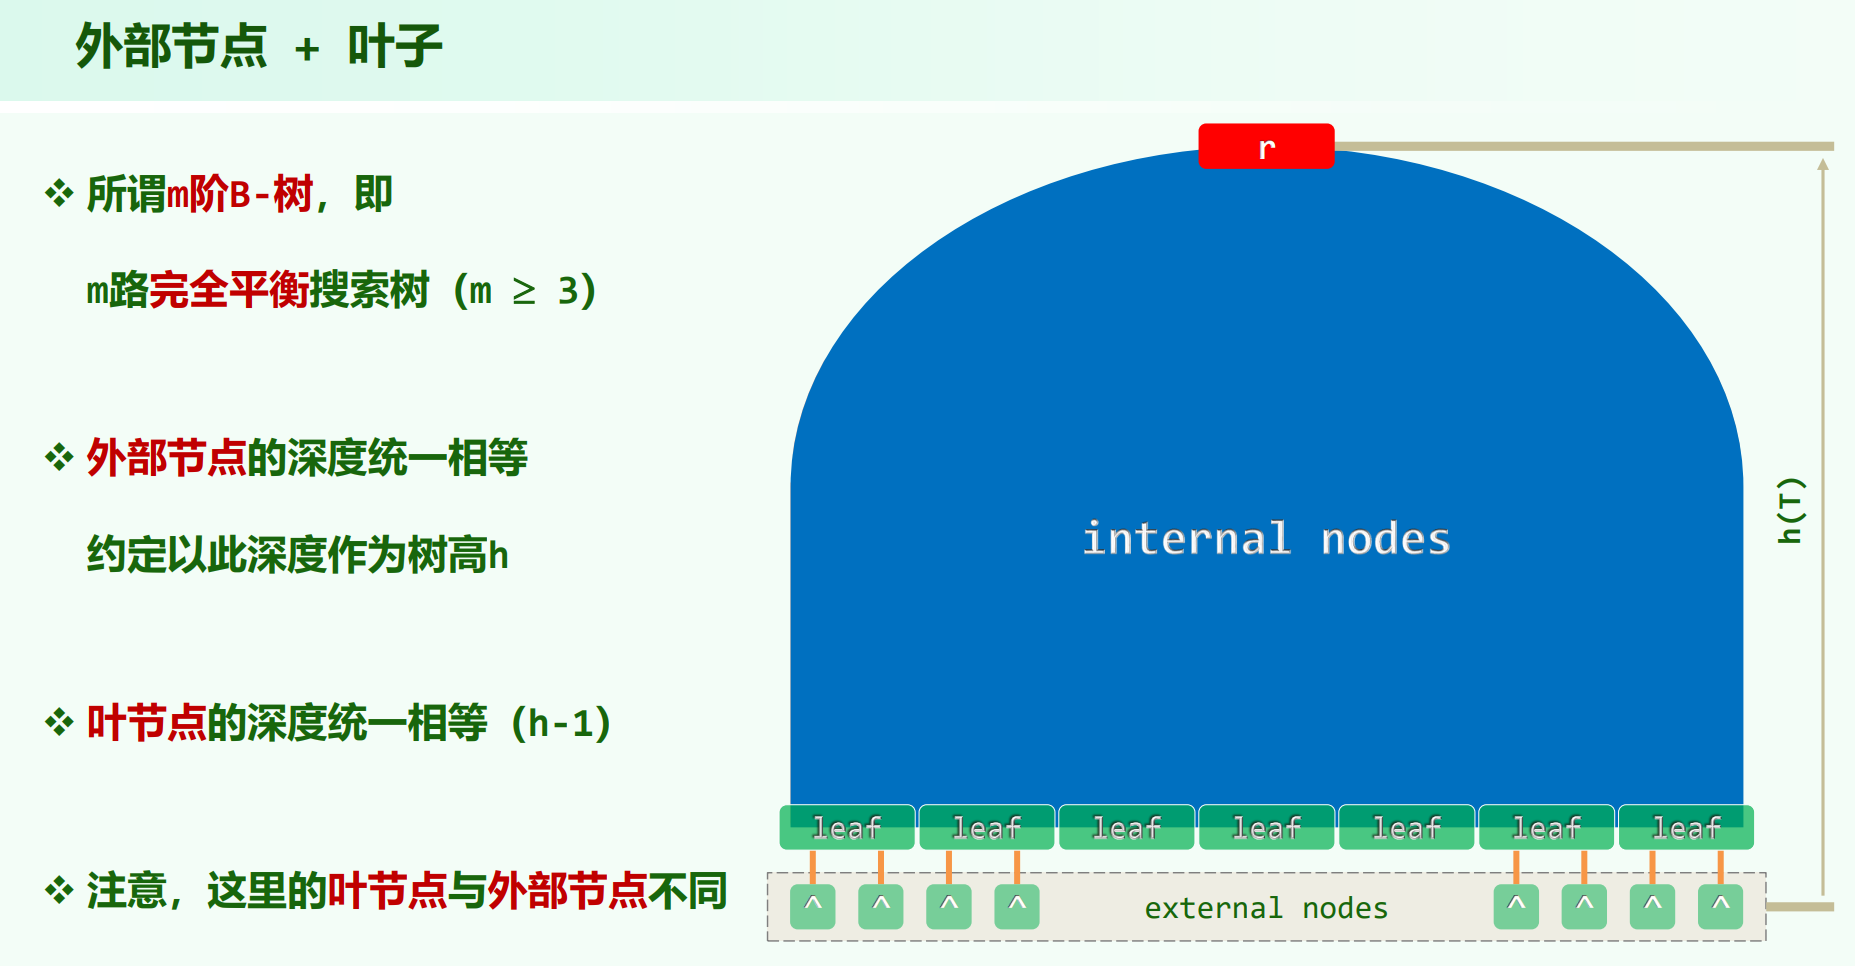 外部节点 + 叶子
❖ 所谓m阶B-树，即
m路完全平衡搜索树（m ≥ 3）
❖ 外部节点的深度统一相等
约定以此深度作为树高h
❖ 叶节点的深度统一相等（h-1）
❖ 注意，这里的叶节点与外部节点不同
r
internal nodes
h(T)
leaf leaf leaf leaf leaf leaf leaf
^ ^ ^ ^ external nodes ^ ^ ^ ^